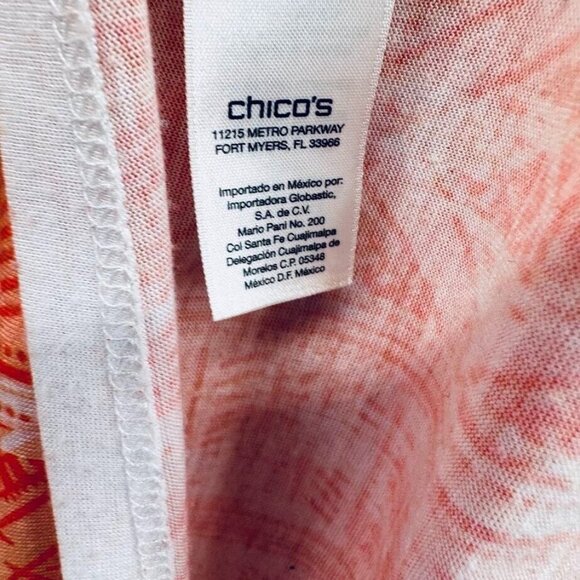 chico's
11215 METRO PARKWAY
FORT MYERS, FL 33966
Importado en México por:
Importadora Globastic,
S.A. de C.V.
Mario Pani No. 200
Col Santa Fe Cuajimalpa
Delegación Cuajimalpa de
Morelos C.P. 05348
México D.F. México